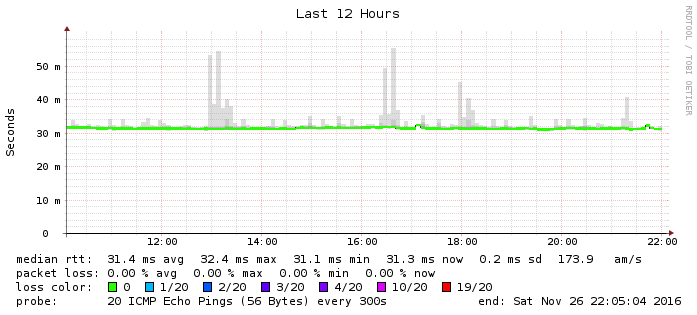 Last 12 Hours
RRDTOOL / TOBI OETIKER
Seconds
50 m
40 m
30 m
20 m
10 m
0
12:00 14:00 16:00 18:00 20:00 22:00
median rtt: 31.4 ms avg 32.4 ms max 31.1 ms min 31.3 ms now 0.2 ms sd 173.9 am/s
packet loss: 0.00 % avg 0.00 % max 0.00 % min 0.00 % now
loss color: 0 1/20 2/20 3/20 4/20 10/20 19/20
probe: 20 ICMP Echo Pings (56 Bytes) every 300s end: Sat Nov 26 22:05:04 2016